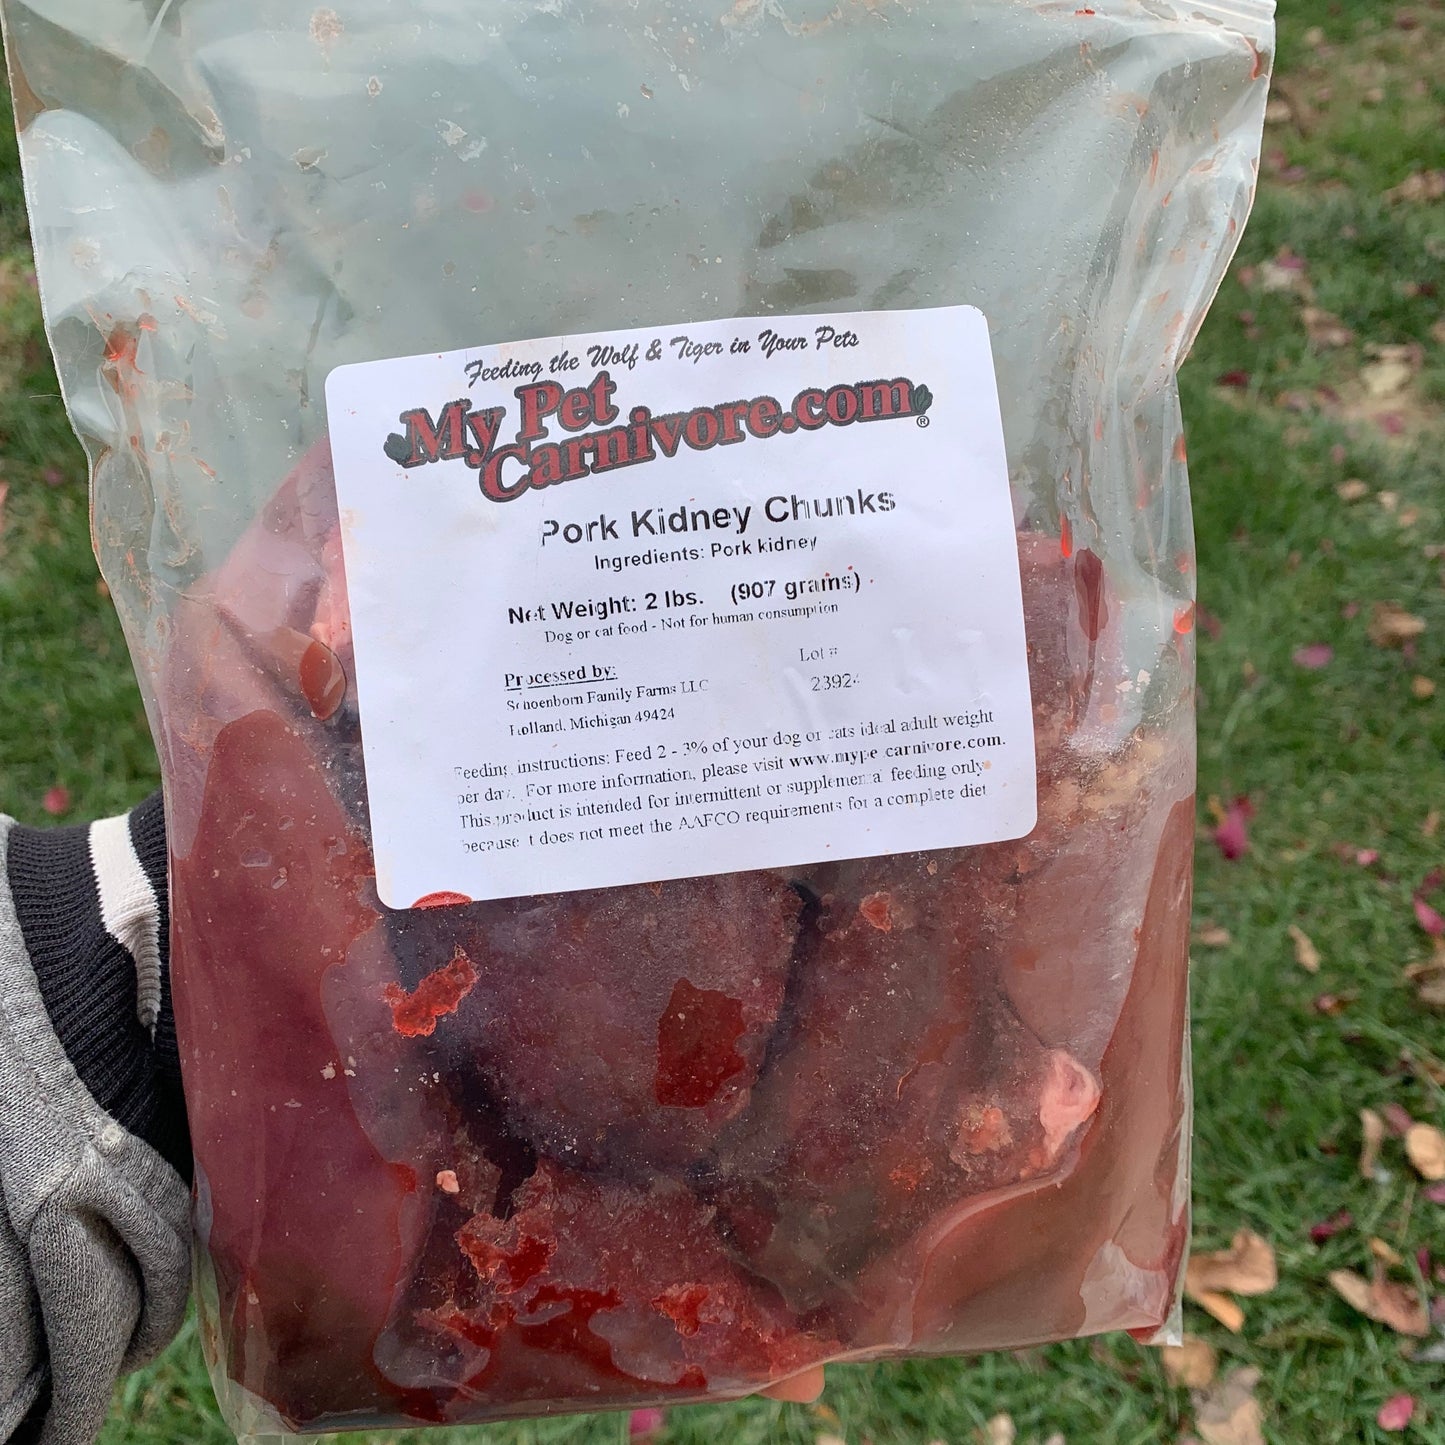 Feeding the Wolf & Tiger in Your Pets
My Pet
Carnivore.com®
Pork Kidney Chunks
Ingredients: Pork kidney
Net Weight: 2 lbs. (907 grams)
Dog or cat food - Not for human consumption
Processed by:
Schoenborn Family Farms LLC
Holland, Michigan 49424
Lot #
2392
Feeding instructions: Feed 2 - 3% of your dog or cats ideal adult weight
per day. For more information, please visit www.mypetcarnivore.com.
This product is intended for intermittent or supplemental feeding only
because it does not meet the AAFCO requirements for a complete diet